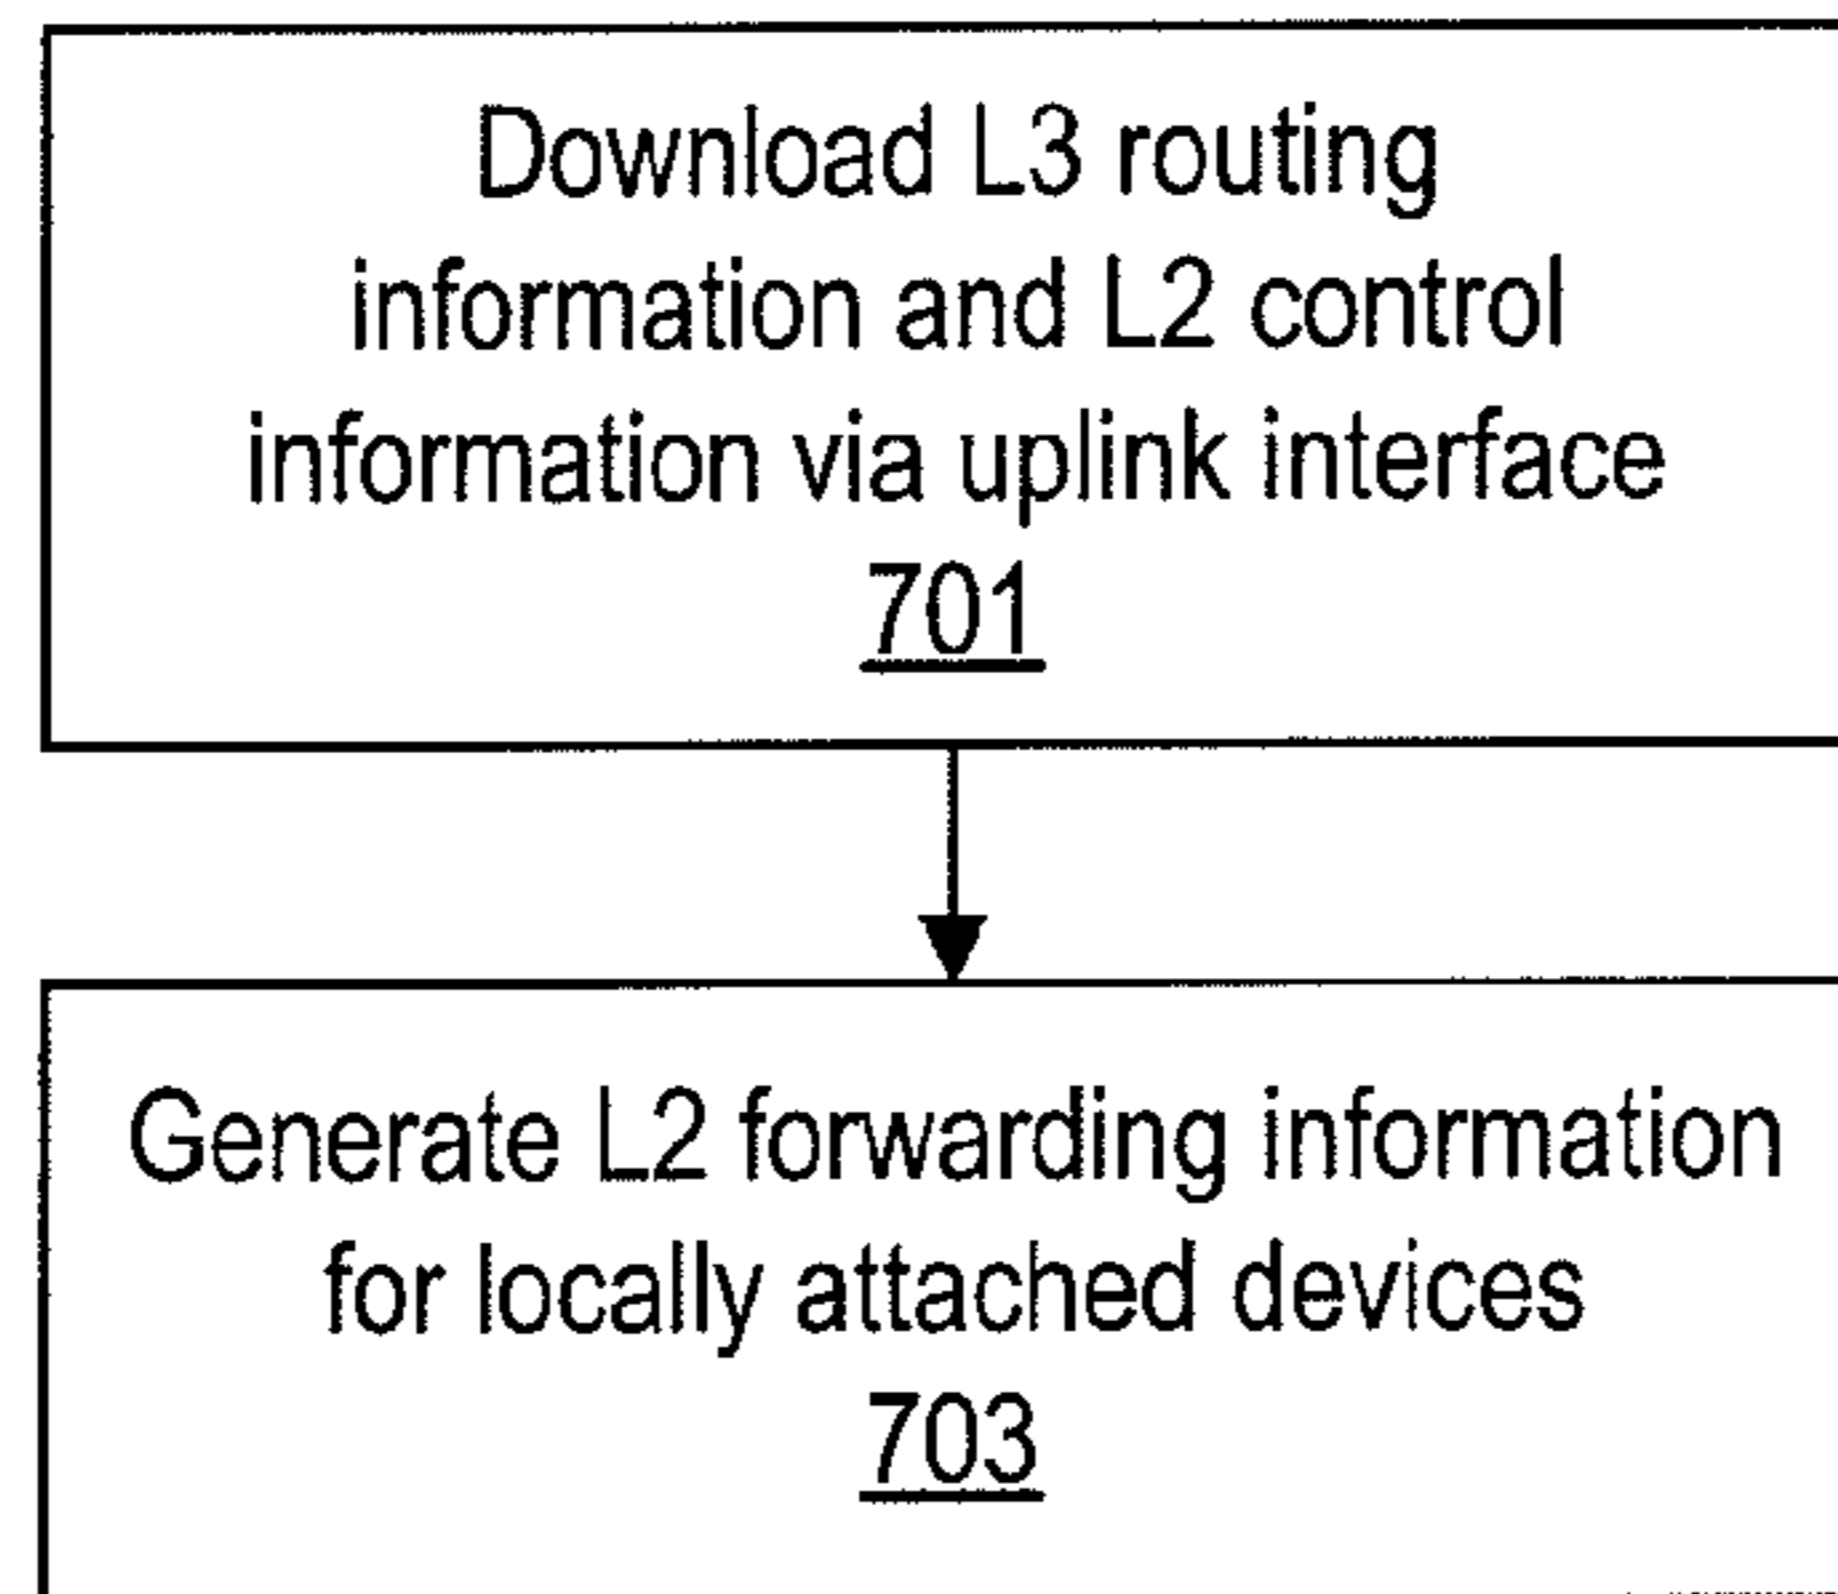 Download L3 routing
information and L2 control
information via uplink interface
701
Generate L2 forwarding information
for locally attached devices
703